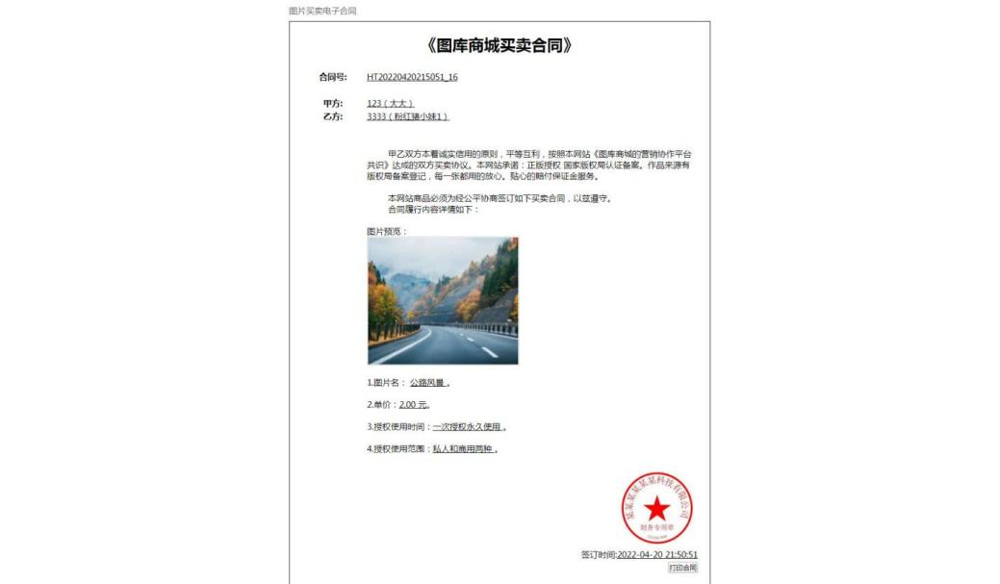 图片买卖电子合同
《图库商城买卖合同》
合同号: HT20220420215051_16
甲方: 123（大大）
乙方: 3333（粉红猪小妹1）
甲乙双方本着诚实信用的原则，平等互利，按照本网站《图库商城的营销协作平台
共识》达成的双方买卖协议。本网站承诺：正版授权 国家版权局认证备案。作品来源有
版权局备案登记，每一张都用的放心。贴心的赔付保证金服务。
本网站商品必须为经公平协商签订如下买卖合同，以兹遵守。
合同履行内容详情如下：
图片预览：
1.图片名： 公路风景 。
2.单价：2.00 元。
3.授权使用时间：一次授权永久使用 。
4.授权使用范围：私人和商用两种 。
某某某某某科技有限公司
财务专用章
签订时间:2022-04-20 21:50:51
打印合同